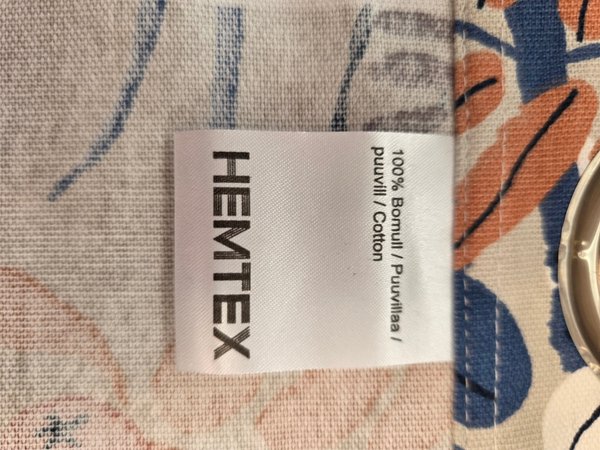 100% Bomull / Puuvillaa /
puuvill / Cotton
HEMTEX